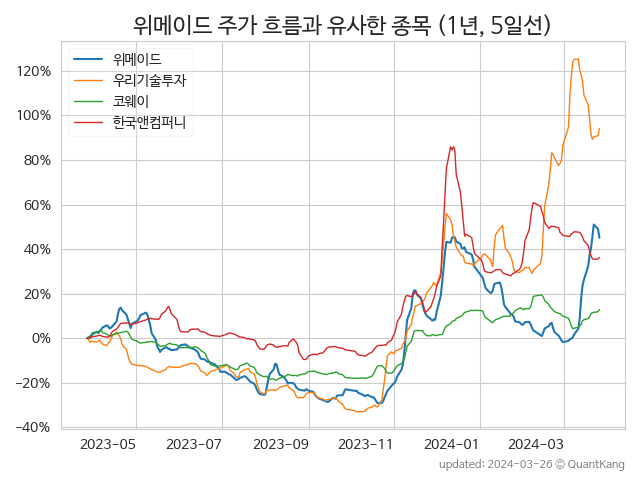 위메이드 주가 흐름과 유사한 종목 (1년, 5일선)
위메이드
우리기술투자
코웨이
한국앤컴퍼니
120%
100%
80%
60%
40%
20%
0%
−20%
−40%
2023-05
2023-07
2023-09
2023-11
2024-01
2024-03
updated: 2024-03-26 © QuantKang